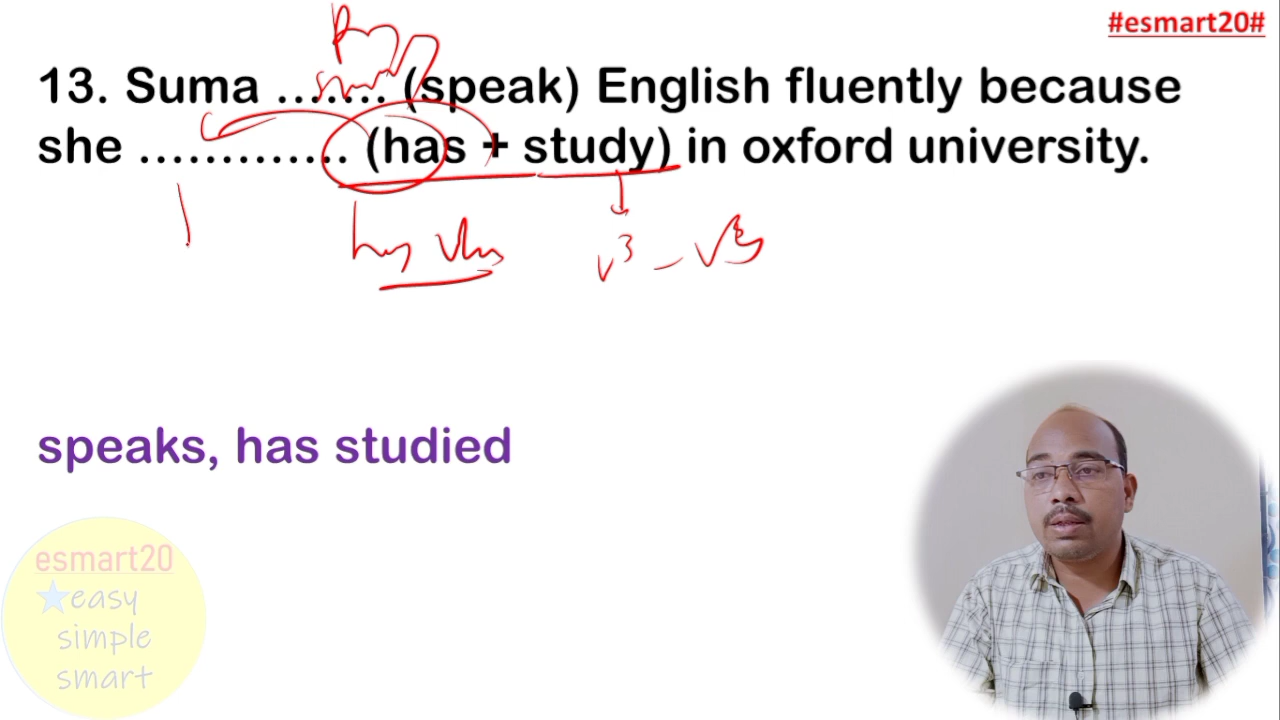 #esmart20#
13. Suma ....... (speak) English fluently because
she ............. (has + study) in oxford university.
v3 - v3
speaks, has studied
esmart20
easy
simple
smart